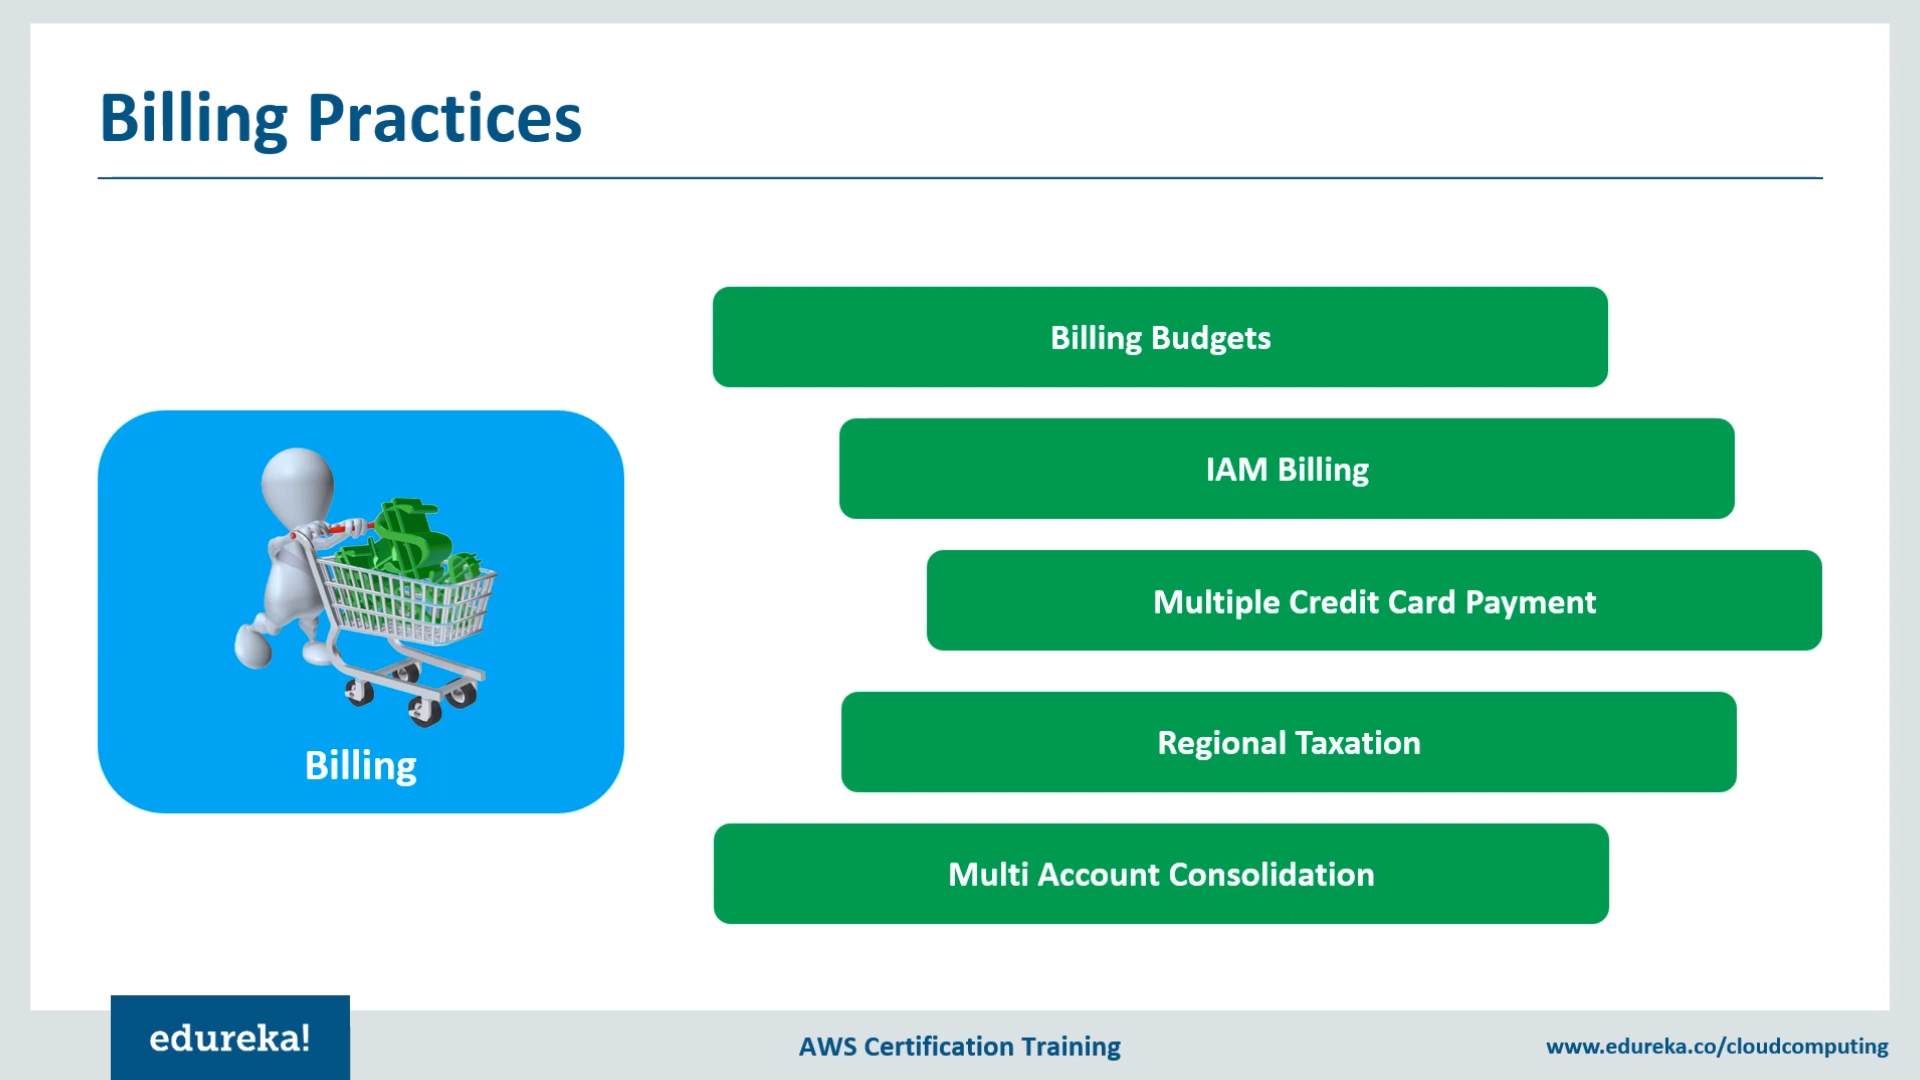 Billing Practices
Billing Budgets
IAM Billing
Multiple Credit Card Payment
Regional Taxation
Multi Account Consolidation
Billing
edureka!
AWS Certification Training
www.edureka.co/cloudcomputing